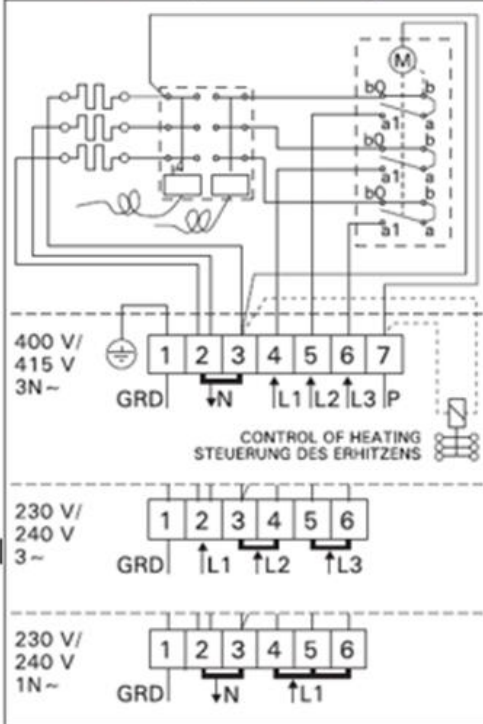 M
b0 b
a1 a
b0 b
a1 a
b0 b
a1 a
400 V/
415 V
3N~
1 2 3 4 5 6 7
GRD N L1 L2 L3 P
CONTROL OF HEATING
STEUERUNG DES ERHITZENS
230 V/
240 V
3~
1 2 3 4 5 6
GRD L1 L2 L3
230 V/
240 V
1N~
1 2 3 4 5 6
GRD N L1